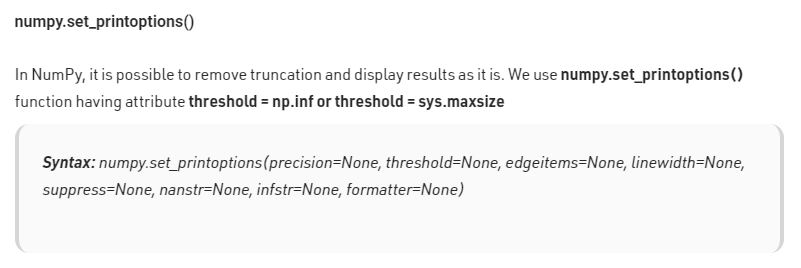 numpy.set_printoptions()
In NumPy, it is possible to remove truncation and display results as it is. We use numpy.set_printoptions()
function having attribute threshold = np.inf or threshold = sys.maxsize
Syntax: numpy.set_printoptions(precision=None, threshold=None, edgeitems=None, linewidth=None,
suppress=None, nanstr=None, infstr=None, formatter=None)